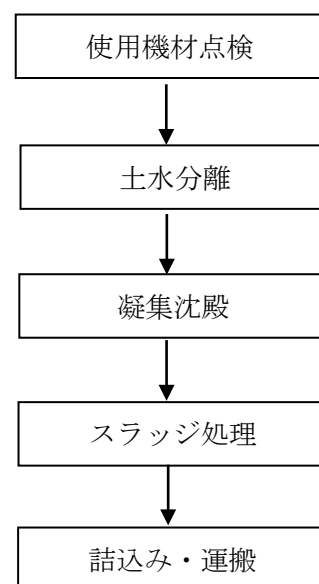 使用機材点検
土水分離
凝集沈殿
スラッジ処理
詰込み・運搬